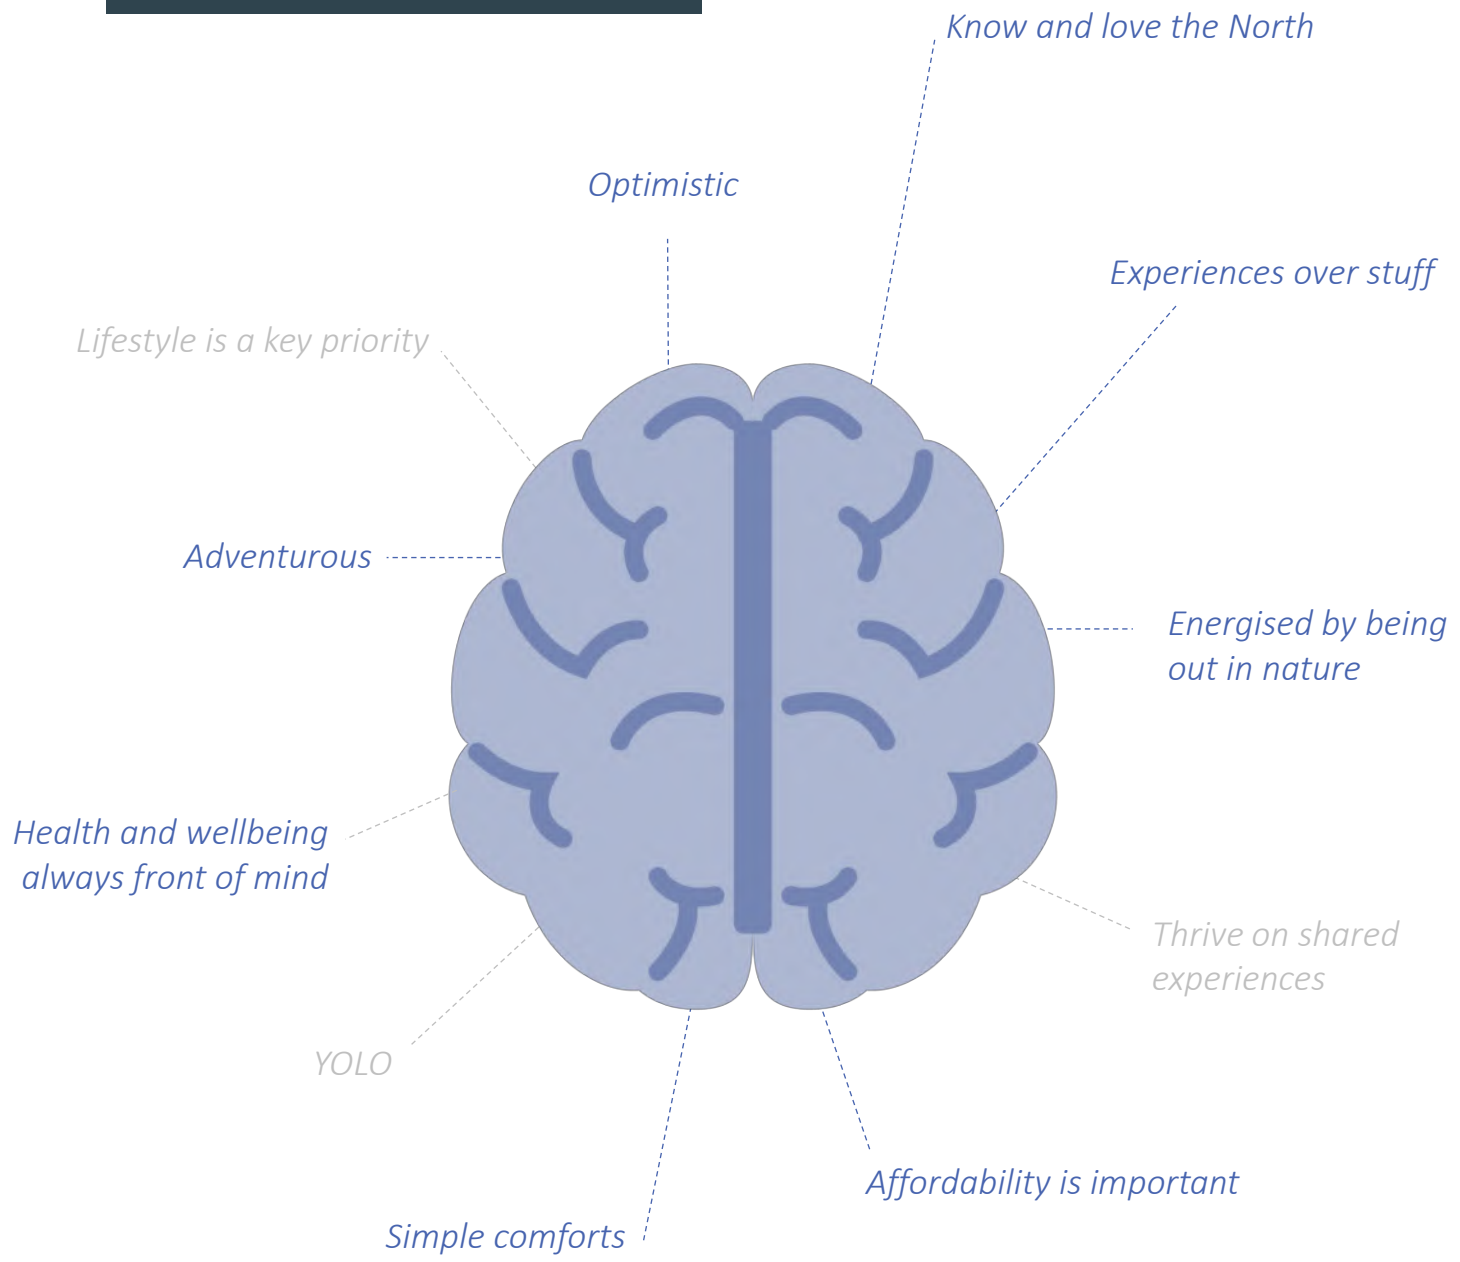 Know and love the North
Optimistic
Experiences over stuff
Lifestyle is a key priority
Adventurous
Energised by being
out in nature
Health and wellbeing
always front of mind
Thrive on shared
experiences
YOLO
Affordability is important
Simple comforts